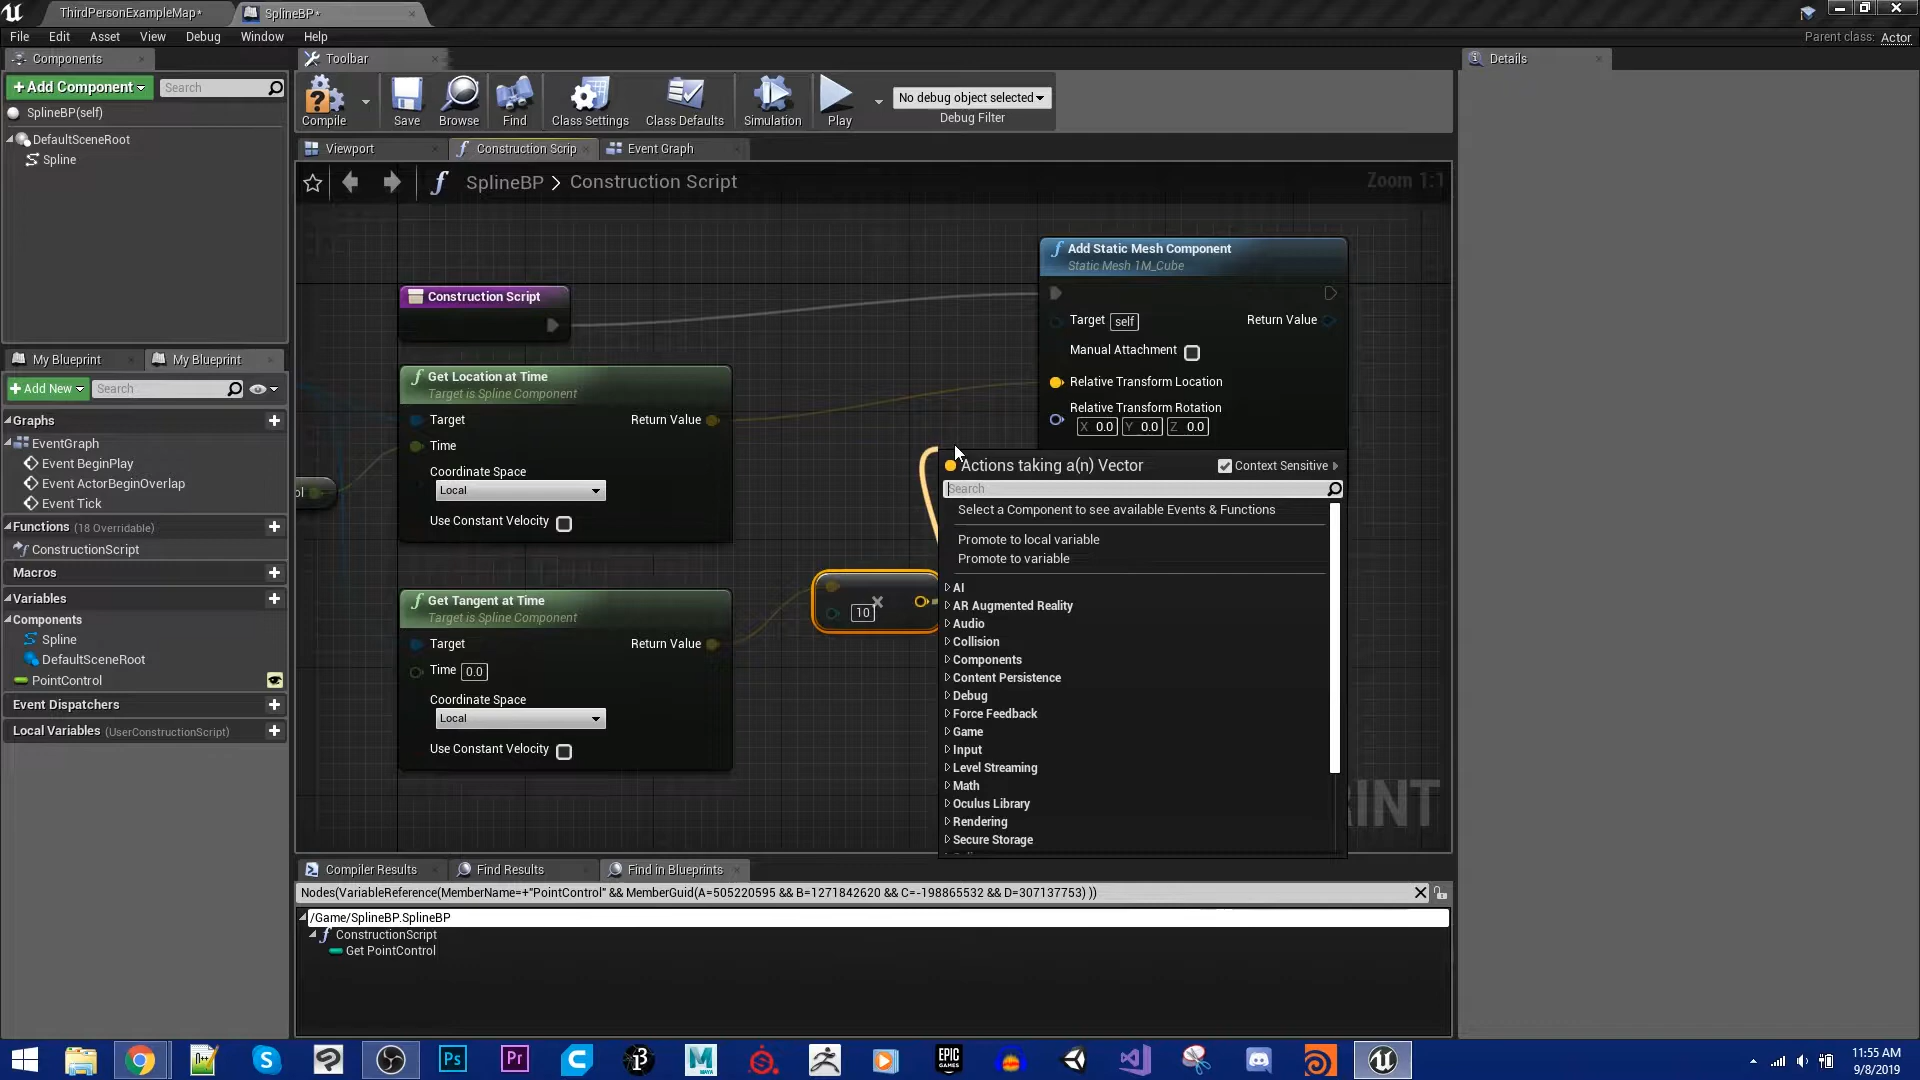 ThirdPersonExampleMap*
SplineBP*
File Edit Asset View Debug Window Help
Parent class: Actor
Components
+Add Component
Search
SplineBP(self)
DefaultSceneRoot
Spline
Toolbar
Compile
Save
Browse
Find
Class Settings
Class Defaults
Simulation
Play
No debug object selected
Debug Filter
Details
Viewport
Construction Scrip
Event Graph
SplineBP > Construction Script
Zoom 1:1
My Blueprint
My Blueprint
+Add New
Search
Graphs
EventGraph
Event BeginPlay
Event ActorBeginOverlap
Event Tick
Functions (18 Overridable)
ConstructionScript
Macros
Variables
Components
Spline
DefaultSceneRoot
PointControl
Event Dispatchers
Local Variables (UserConstructionScript)
Construction Script
Get Location at Time
Target is Spline Component
Target
Return Value
Time
Coordinate Space
Local
Use Constant Velocity
ol
Get Tangent at Time
Target is Spline Component
Target
Return Value
Time 0.0
Coordinate Space
Local
Use Constant Velocity
10
Add Static Mesh Component
Static Mesh 1M_Cube
Target self
Return Value
Manual Attachment
Relative Transform Location
Relative Transform Rotation
X 0.0 Y 0.0 Z 0.0
Actions taking a(n) Vector
Context Sensitive
Search
Select a Component to see available Events & Functions
Promote to local variable
Promote to variable
AI
AR Augmented Reality
Audio
Collision
Components
Content Persistence
Debug
Force Feedback
Game
Input
Level Streaming
Math
Oculus Library
Rendering
Secure Storage
RINT
Compiler Results
Find Results
Find in Blueprints
Nodes(VariableReference(MemberName=+"PointControl" && MemberGuid(A=505220595 && B=1271842620 && C=-198865532 && D=307137753) ))
/Game/SplineBP.SplineBP
ConstructionScript
Get PointControl
Ps
Pr
EPIC
GAMES
MAYA
11:55 AM
9/8/2019